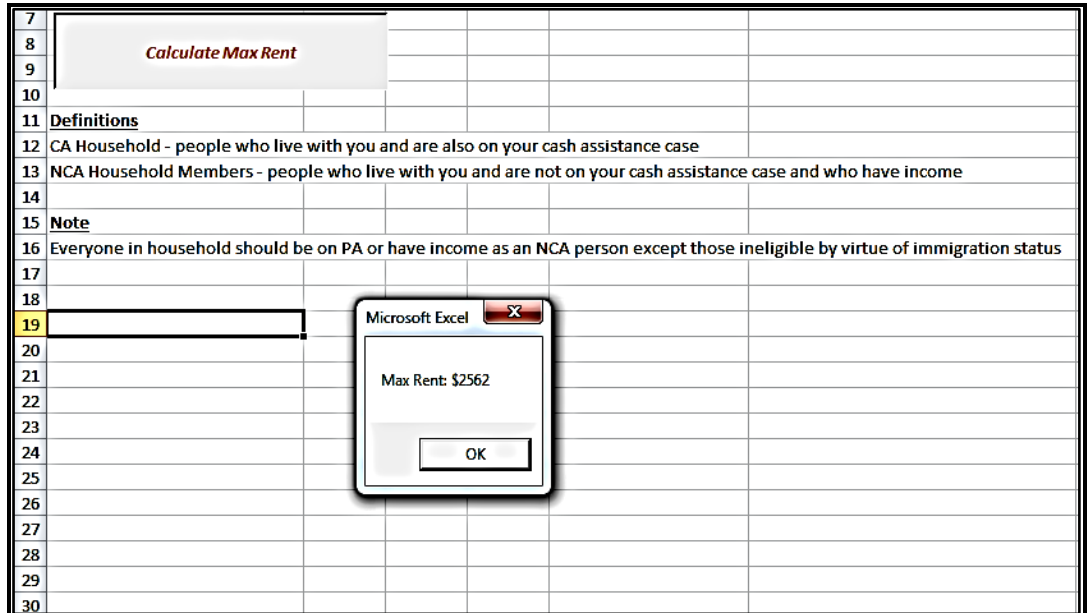 7
8
Calculate Max Rent
9
10
11 Definitions
12 CA Household - people who live with you and are also on your cash assistance case
13 NCA Household Members - people who live with you and are not on your cash assistance case and who have income
14
15 Note
16 Everyone in household should be on PA or have income as an NCA person except those ineligible by virtue of immigration status
17
18
19
20
21
22
23
24
25
26
27
28
29
30
Microsoft Excel
X
Max Rent: $2562
OK